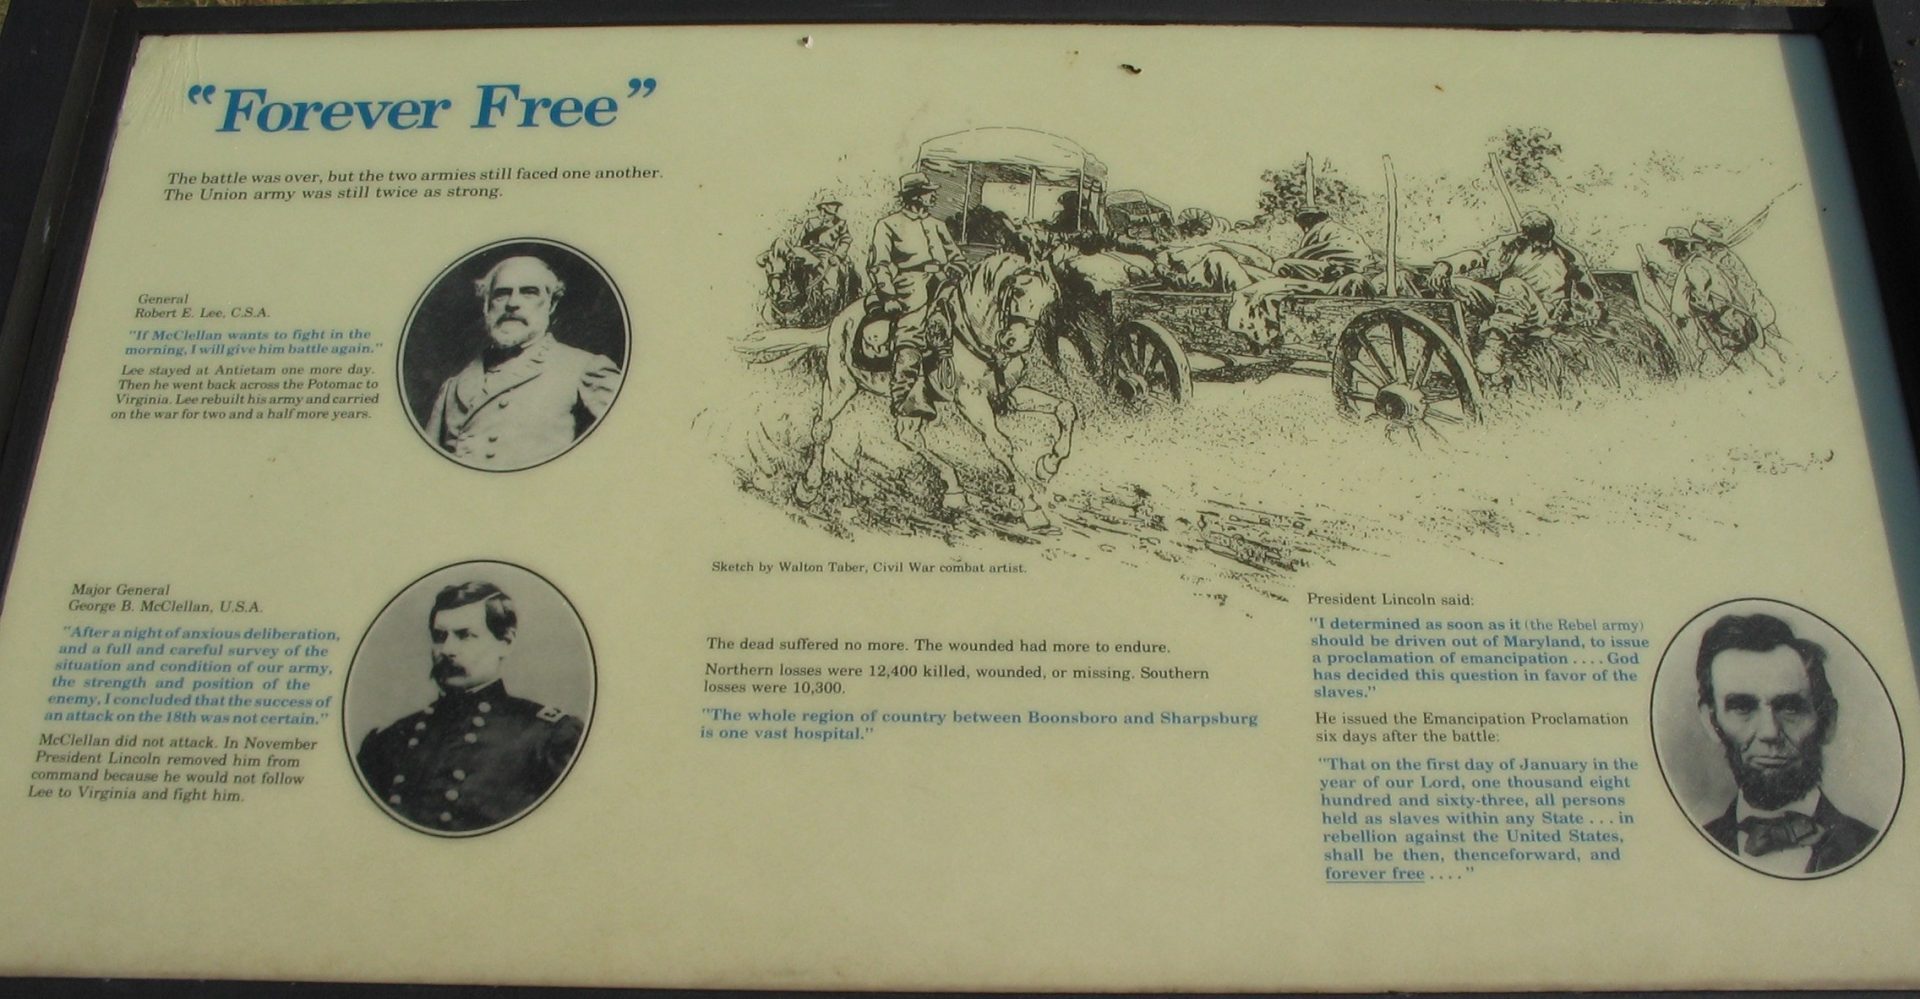 "Forever Free"
The battle was over, but the two armies still faced one another.
The Union army was still twice as strong.
General
Robert E. Lee, C.S.A.
"If McClellan wants to fight in the
morning, I will give him battle again."
Lee stayed at Antietam one more day.
Then he went back across the Potomac to
Virginia. Lee rebuilt his army and carried
on the war for two and a half more years.
Major General
George B. McClellan, U.S.A.
"After a night of anxious deliberation,
and a full and careful survey of the
situation and condition of our army,
the strength and position of the
enemy, I concluded that the success of
an attack on the 18th was not certain."
McClellan did not attack. In November
President Lincoln removed him from
command because he would not follow
Lee to Virginia and fight him.
Sketch by Walton Taber, Civil War combat artist.
The dead suffered no more. The wounded had more to endure.
Northern losses were 12,400 killed, wounded, or missing. Southern
losses were 10,300.
"The whole region of country between Boonsboro and Sharpsburg
is one vast hospital."
President Lincoln said:
"I determined as soon as it (the Rebel army)
should be driven out of Maryland, to issue
a proclamation of emancipation . . . . God
has decided this question in favor of the
slaves."
He issued the Emancipation Proclamation
six days after the battle:
"That on the first day of January in the
year of our Lord, one thousand eight
hundred and sixty-three, all persons
held as slaves within any State . . . in
rebellion against the United States,
shall be then, thenceforward, and
forever free . . . ."